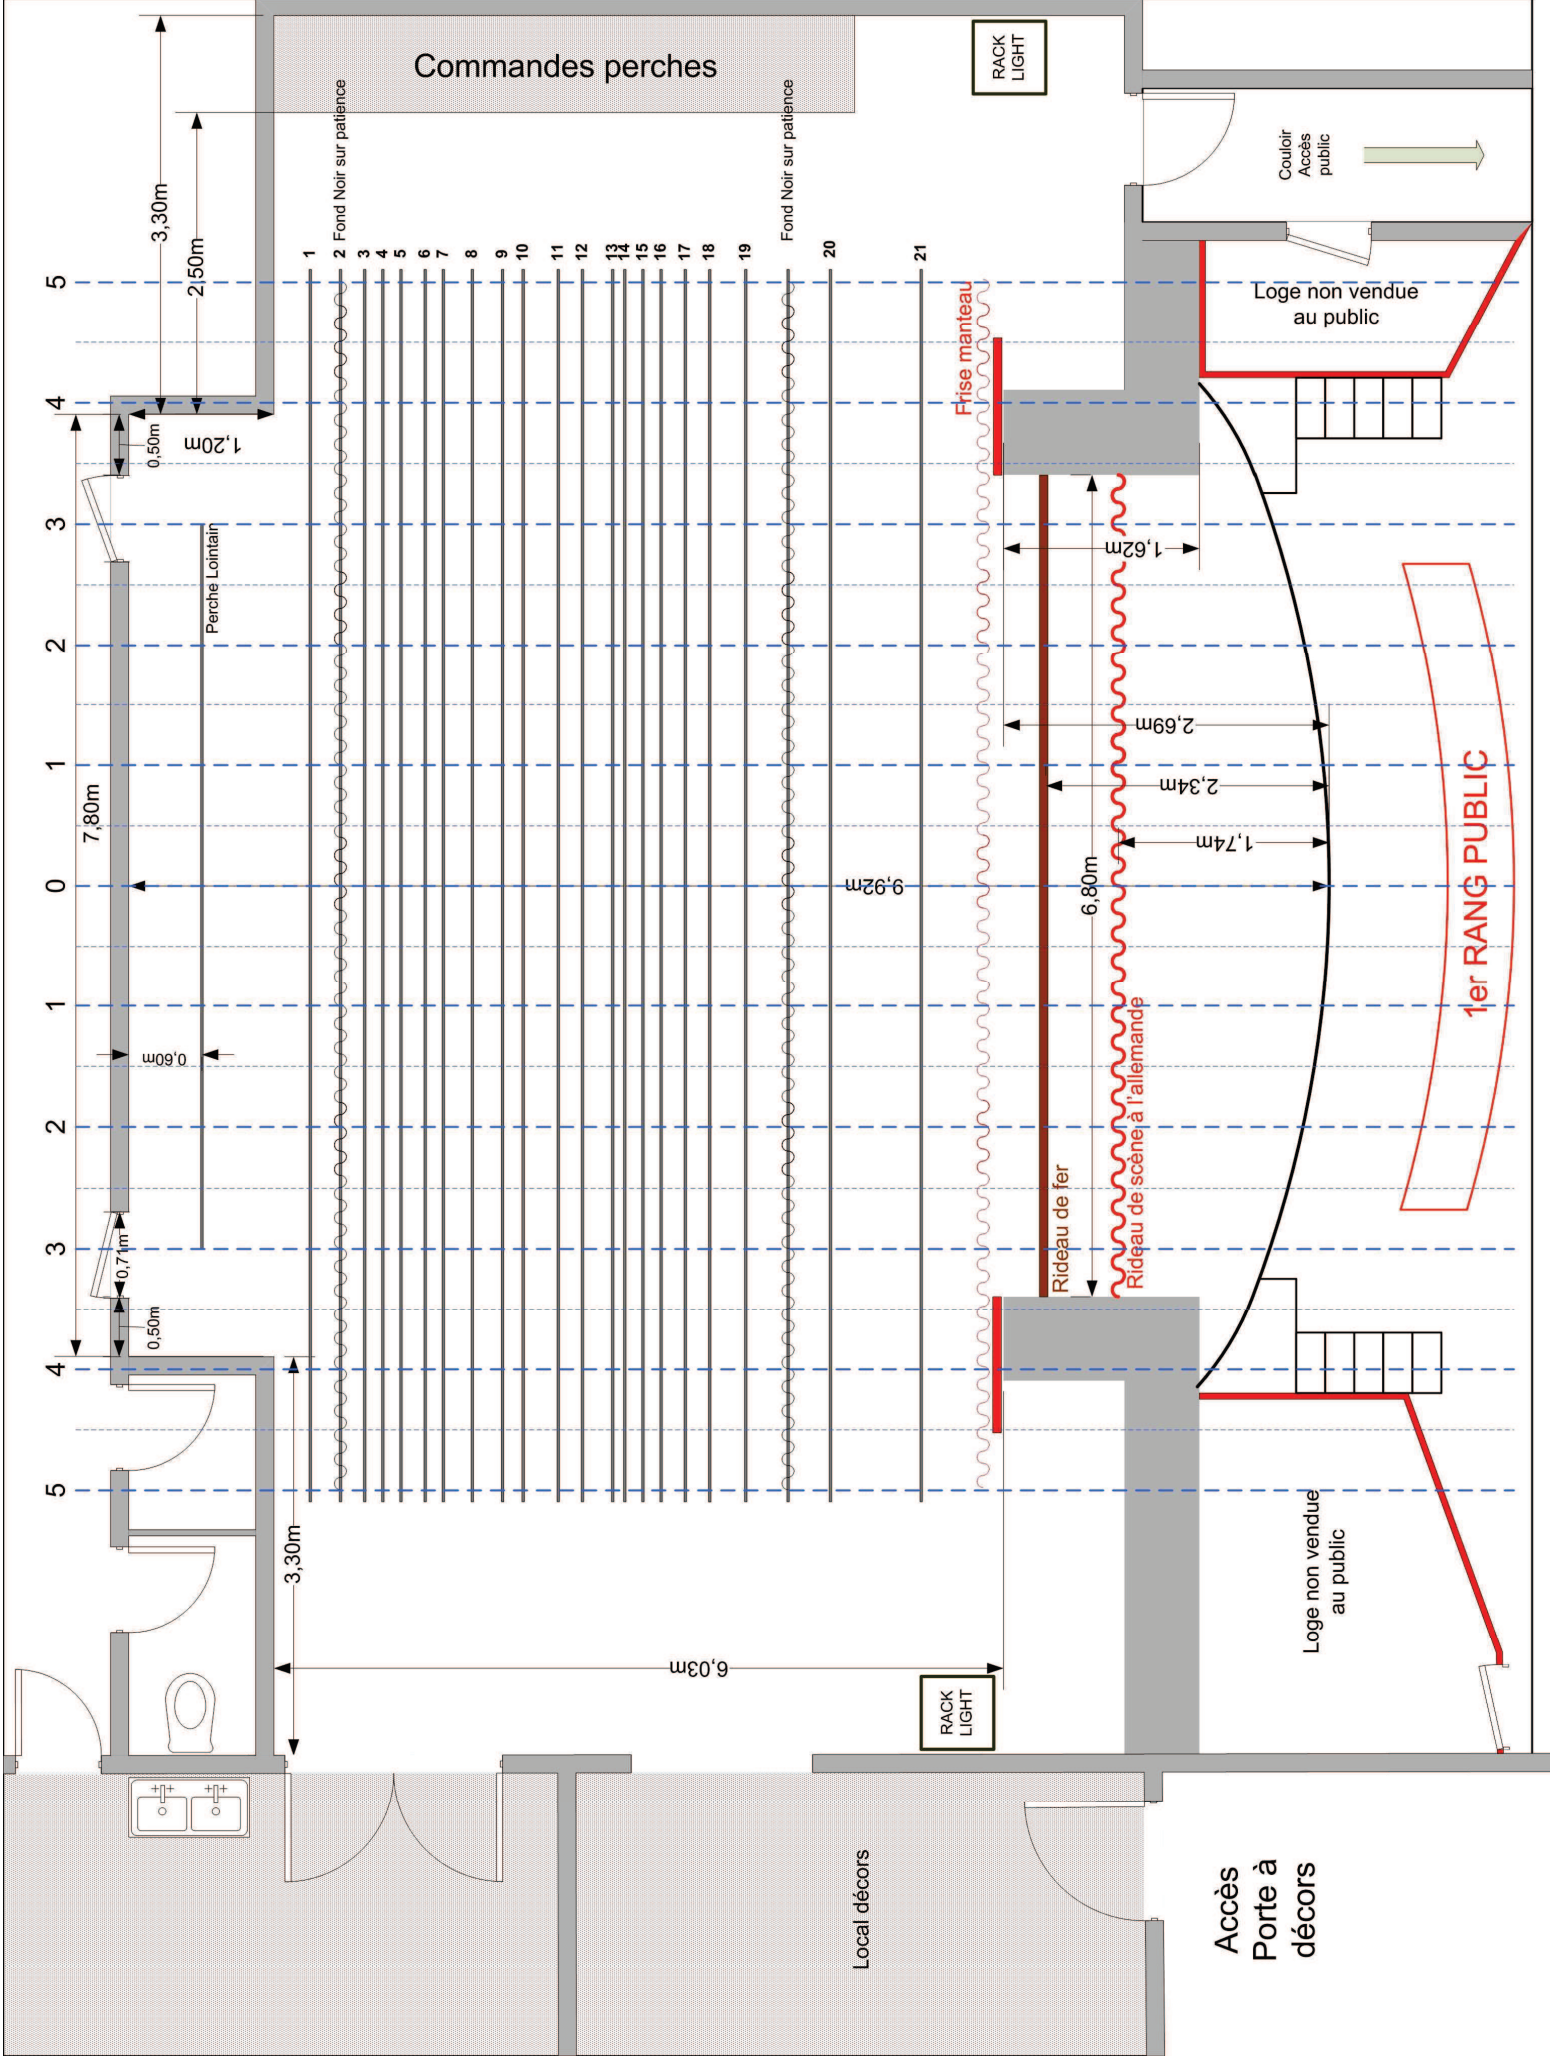 Commandes perches
RACK
LIGHT
3,30m
2,50m
Fond Noir sur patience
Fond Noir sur patience
Couloir
Accès
public
1
2
3
4
5
6
7
8
9
10
11
12
13
14
15
16
17
18
19
20
21
5
4
3
2
1
0
1
2
3
4
5
Frise manteau
Loge non vendue
au public
1,20m
0,50m
Perche Lointain
1,62m
7,80m
2,69m
2,34m
1,74m
9,92m
6,80m
1er RANG PUBLIC
0,60m
0,71m
0,50m
Rideau de fer
Rideau de scène à l'allemande
3,30m
6,03m
RACK
LIGHT
Loge non vendue
au public
Local décors
Accès
Porte à
décors